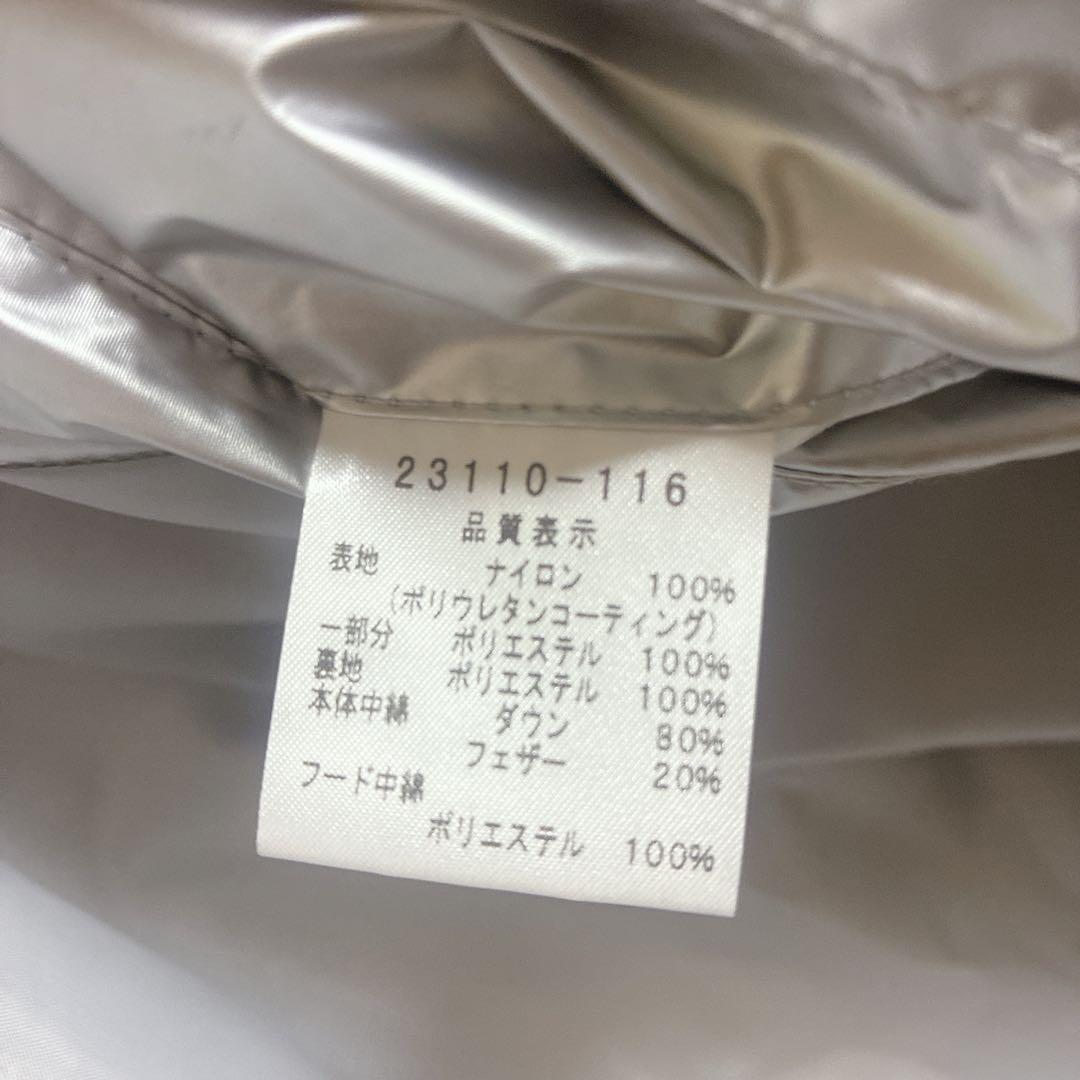 23110-116
品質表示
表地 ナイロン 100%
(ポリウレタンコーティング)
一部分 ポリエステル 100%
裏地 ポリエステル 100%
本体中綿 ダウン 80%
フェザー 20%
フード中綿
ポリエステル 100%